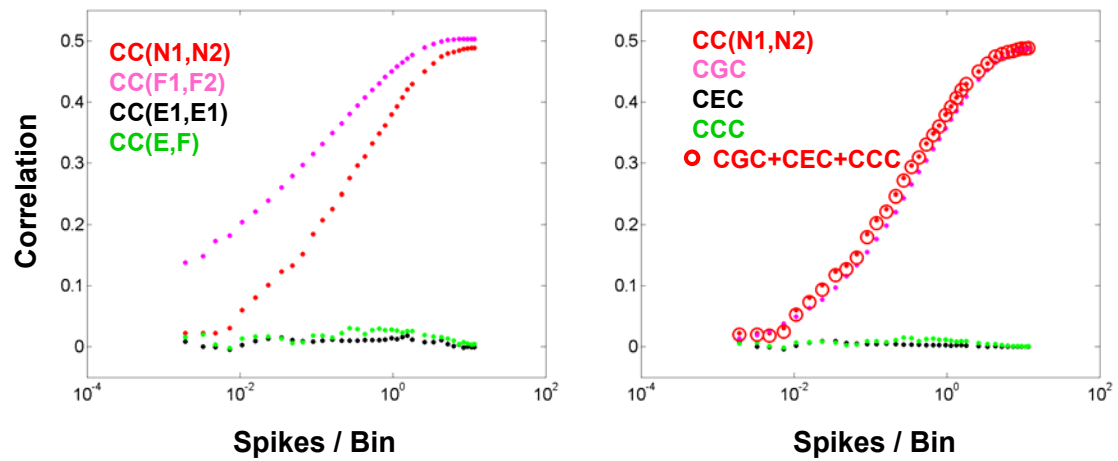 CC(N1,N2)
CC(F1,F2)
CC(E1,E1)
CC(E,F)
Correlation
0.5
0.4
0.3
0.2
0.1
0
10^-4
10^-2
10^0
10^2
Spikes / Bin
CC(N1,N2)
CGC
CEC
CCC
CGC+CEC+CCC
0.5
0.4
0.3
0.2
0.1
0
10^-4
10^-2
10^0
10^2
Spikes / Bin